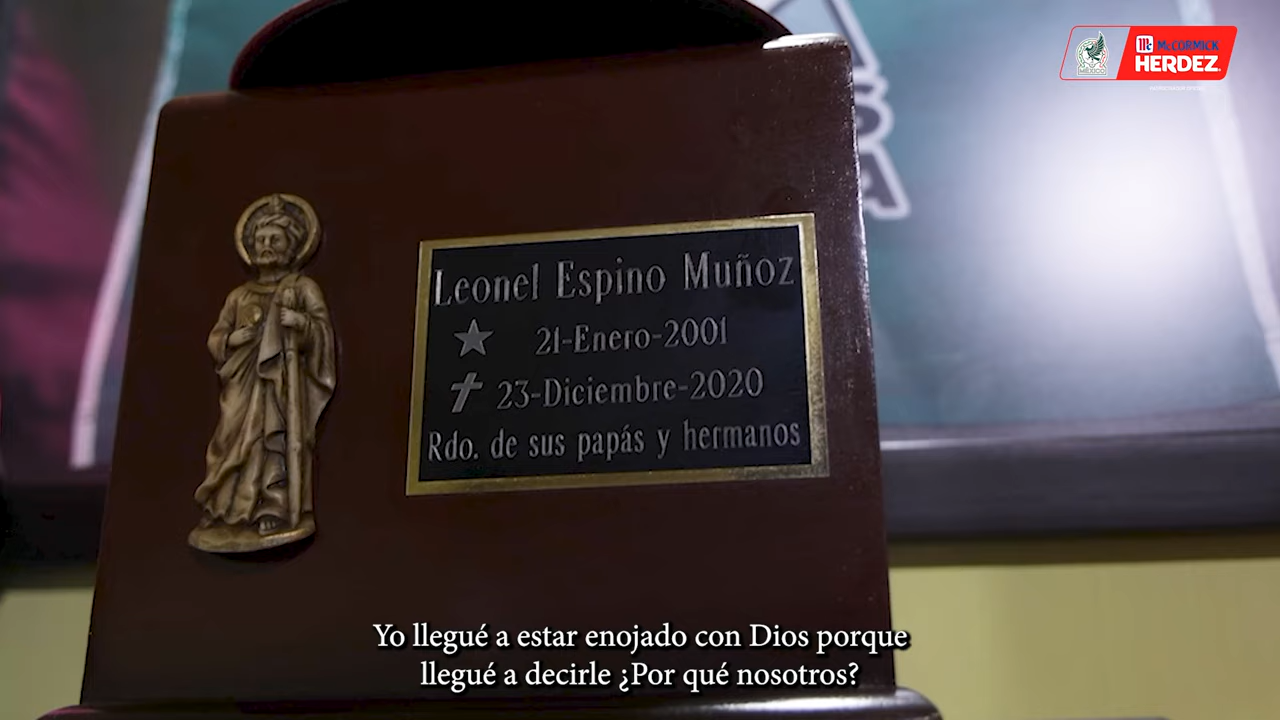 MÉXICO
McCORMICK
HERDEZ
Leonel Espino Muñoz
21-Enero-2001
23-Diciembre-2020
Rdo. de sus papás y hermanos
Yo llegué a estar enojado con Dios porque
llegué a decirle ¿Por qué nosotros?